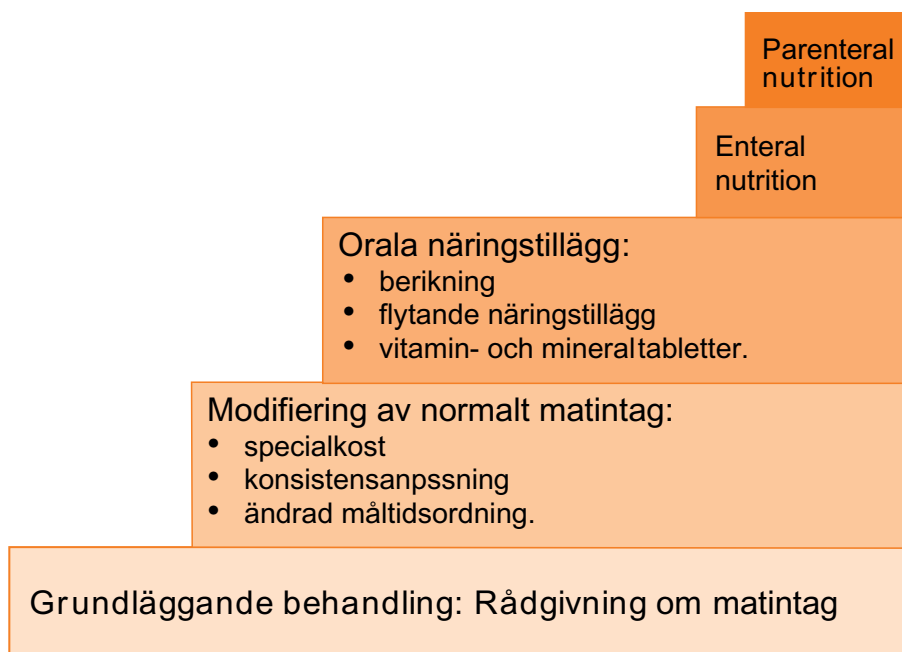 Parenteral
nutrition
Enteral
nutrition
Orala näringstillägg:
• berikning
• flytande näringstillägg
• vitamin- och mineraltabletter.
Modifiering av normalt matintag:
• specialkost
• konsistensanpssning
• ändrad måltidsordning.
Grundläggande behandling: Rådgivning om matintag